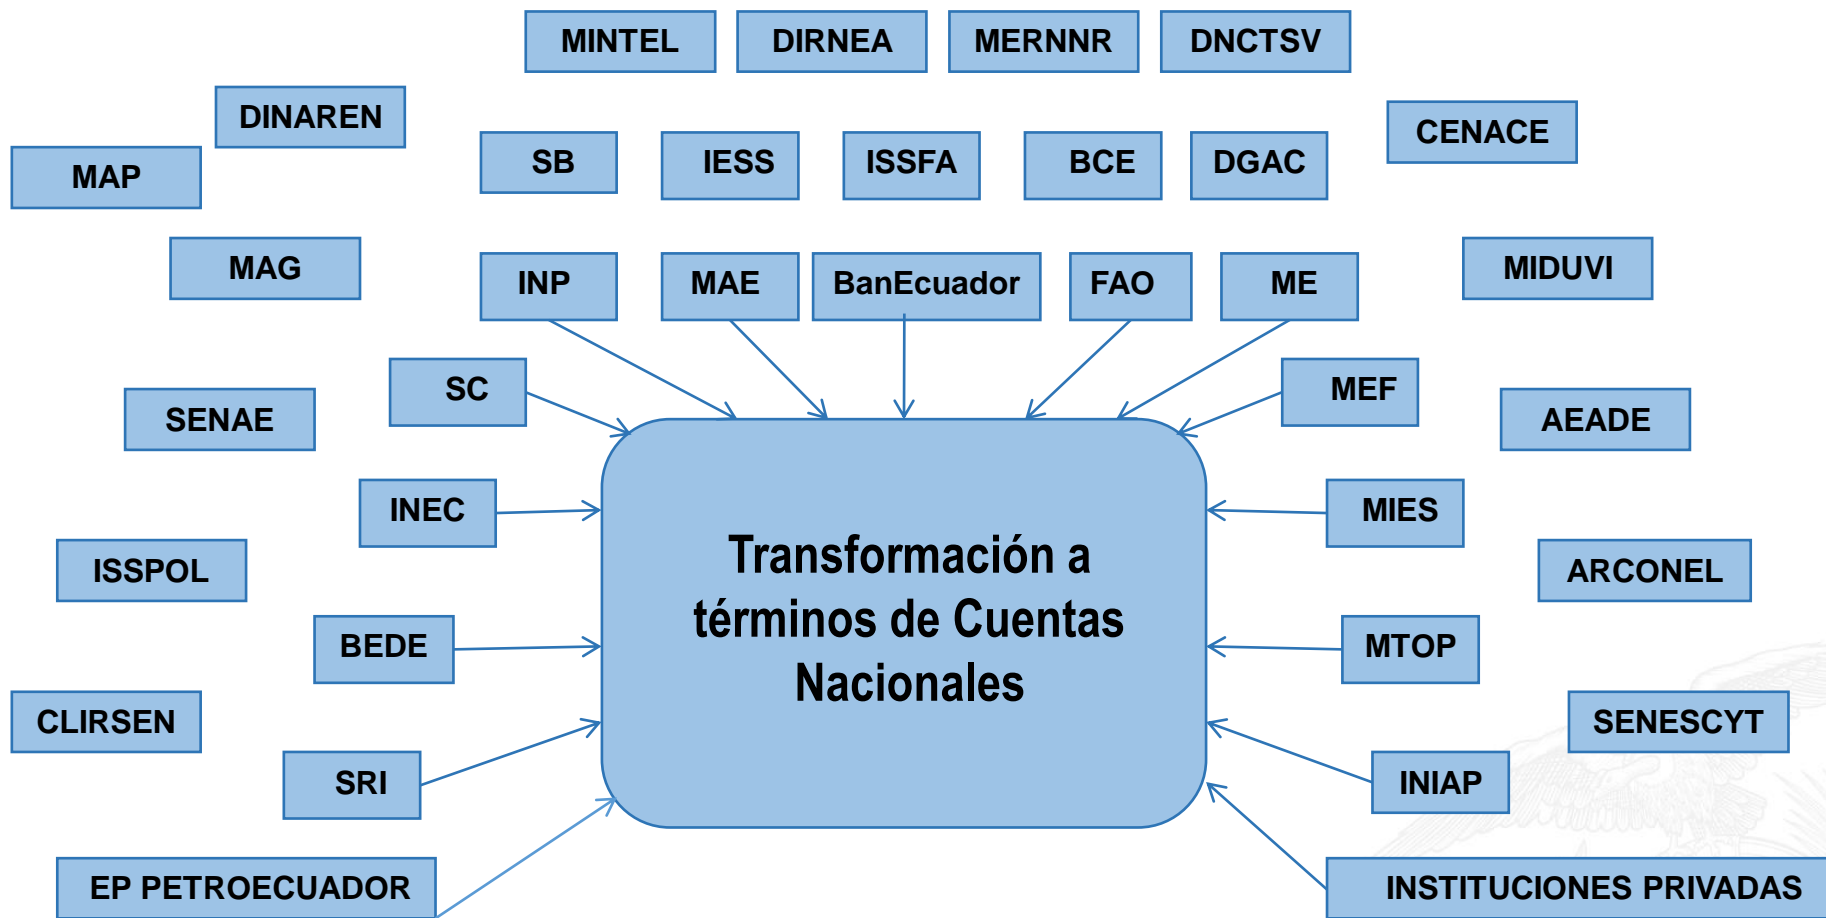 MINTEL
DIRNEA
MERNNR
DNCTSV
DINAREN
CENACE
MAP
SB
IESS
ISSFA
BCE
DGAC
MAG
INP
MAE
BanEcuador
FAO
ME
MIDUVI
SENAE
SC
MEF
AEADE
INEC
MIES
ISSPOL
Transformación a
términos de Cuentas
Nacionales
ARCONEL
BEDE
MTOP
CLIRSEN
SENESCYT
SRI
INIAP
EP PETROECUADOR
INSTITUCIONES PRIVADAS